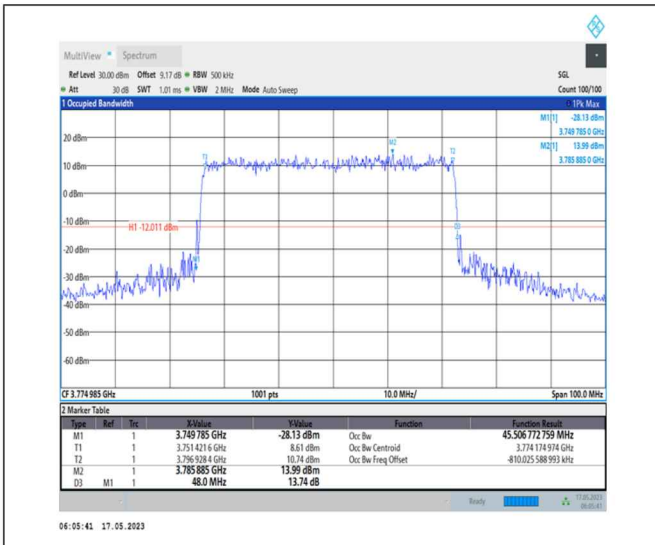 MultiView Spectrum
Ref Level 30.00 dBm Offset 9.17 dB RBW 500 kHz SGL
Att 30 dB SWT 1.01 ms VBW 2 MHz Mode Auto Sweep Count 100/100
1 Occupied Bandwidth 1Pk Max
M1[1] -28.13 dBm
3.749 785 0 GHz
M2[1] 13.99 dBm
3.785 885 0 GHz
20 dBm
M2
T2
10 dBm
0 dBm
-10 dBm
H1 -12.011 dBm
D3
-20 dBm
M1
-30 dBm
-40 dBm
-50 dBm
-60 dBm
CF 3.774 985 GHz 1001 pts 10.0 MHz/ Span 100.0 MHz
2 Marker Table
Type Ref Trc X-Value Y-Value Function Function Result
M1 1 3.749 785 GHz -28.13 dBm Occ Bw 45.506 772 759 MHz
T1 1 3.751 421 6 GHz 8.61 dBm Occ Bw Centroid 3.774 174 974 GHz
T2 1 3.796 928 4 GHz 10.74 dBm Occ Bw Freq Offset -810.025 588 993 kHz
M2 1 3.785 885 GHz 13.99 dBm
D3 M1 1 48.0 MHz 13.74 dB
Ready 17.05.2023
06:05:41
06:05:41 17.05.2023